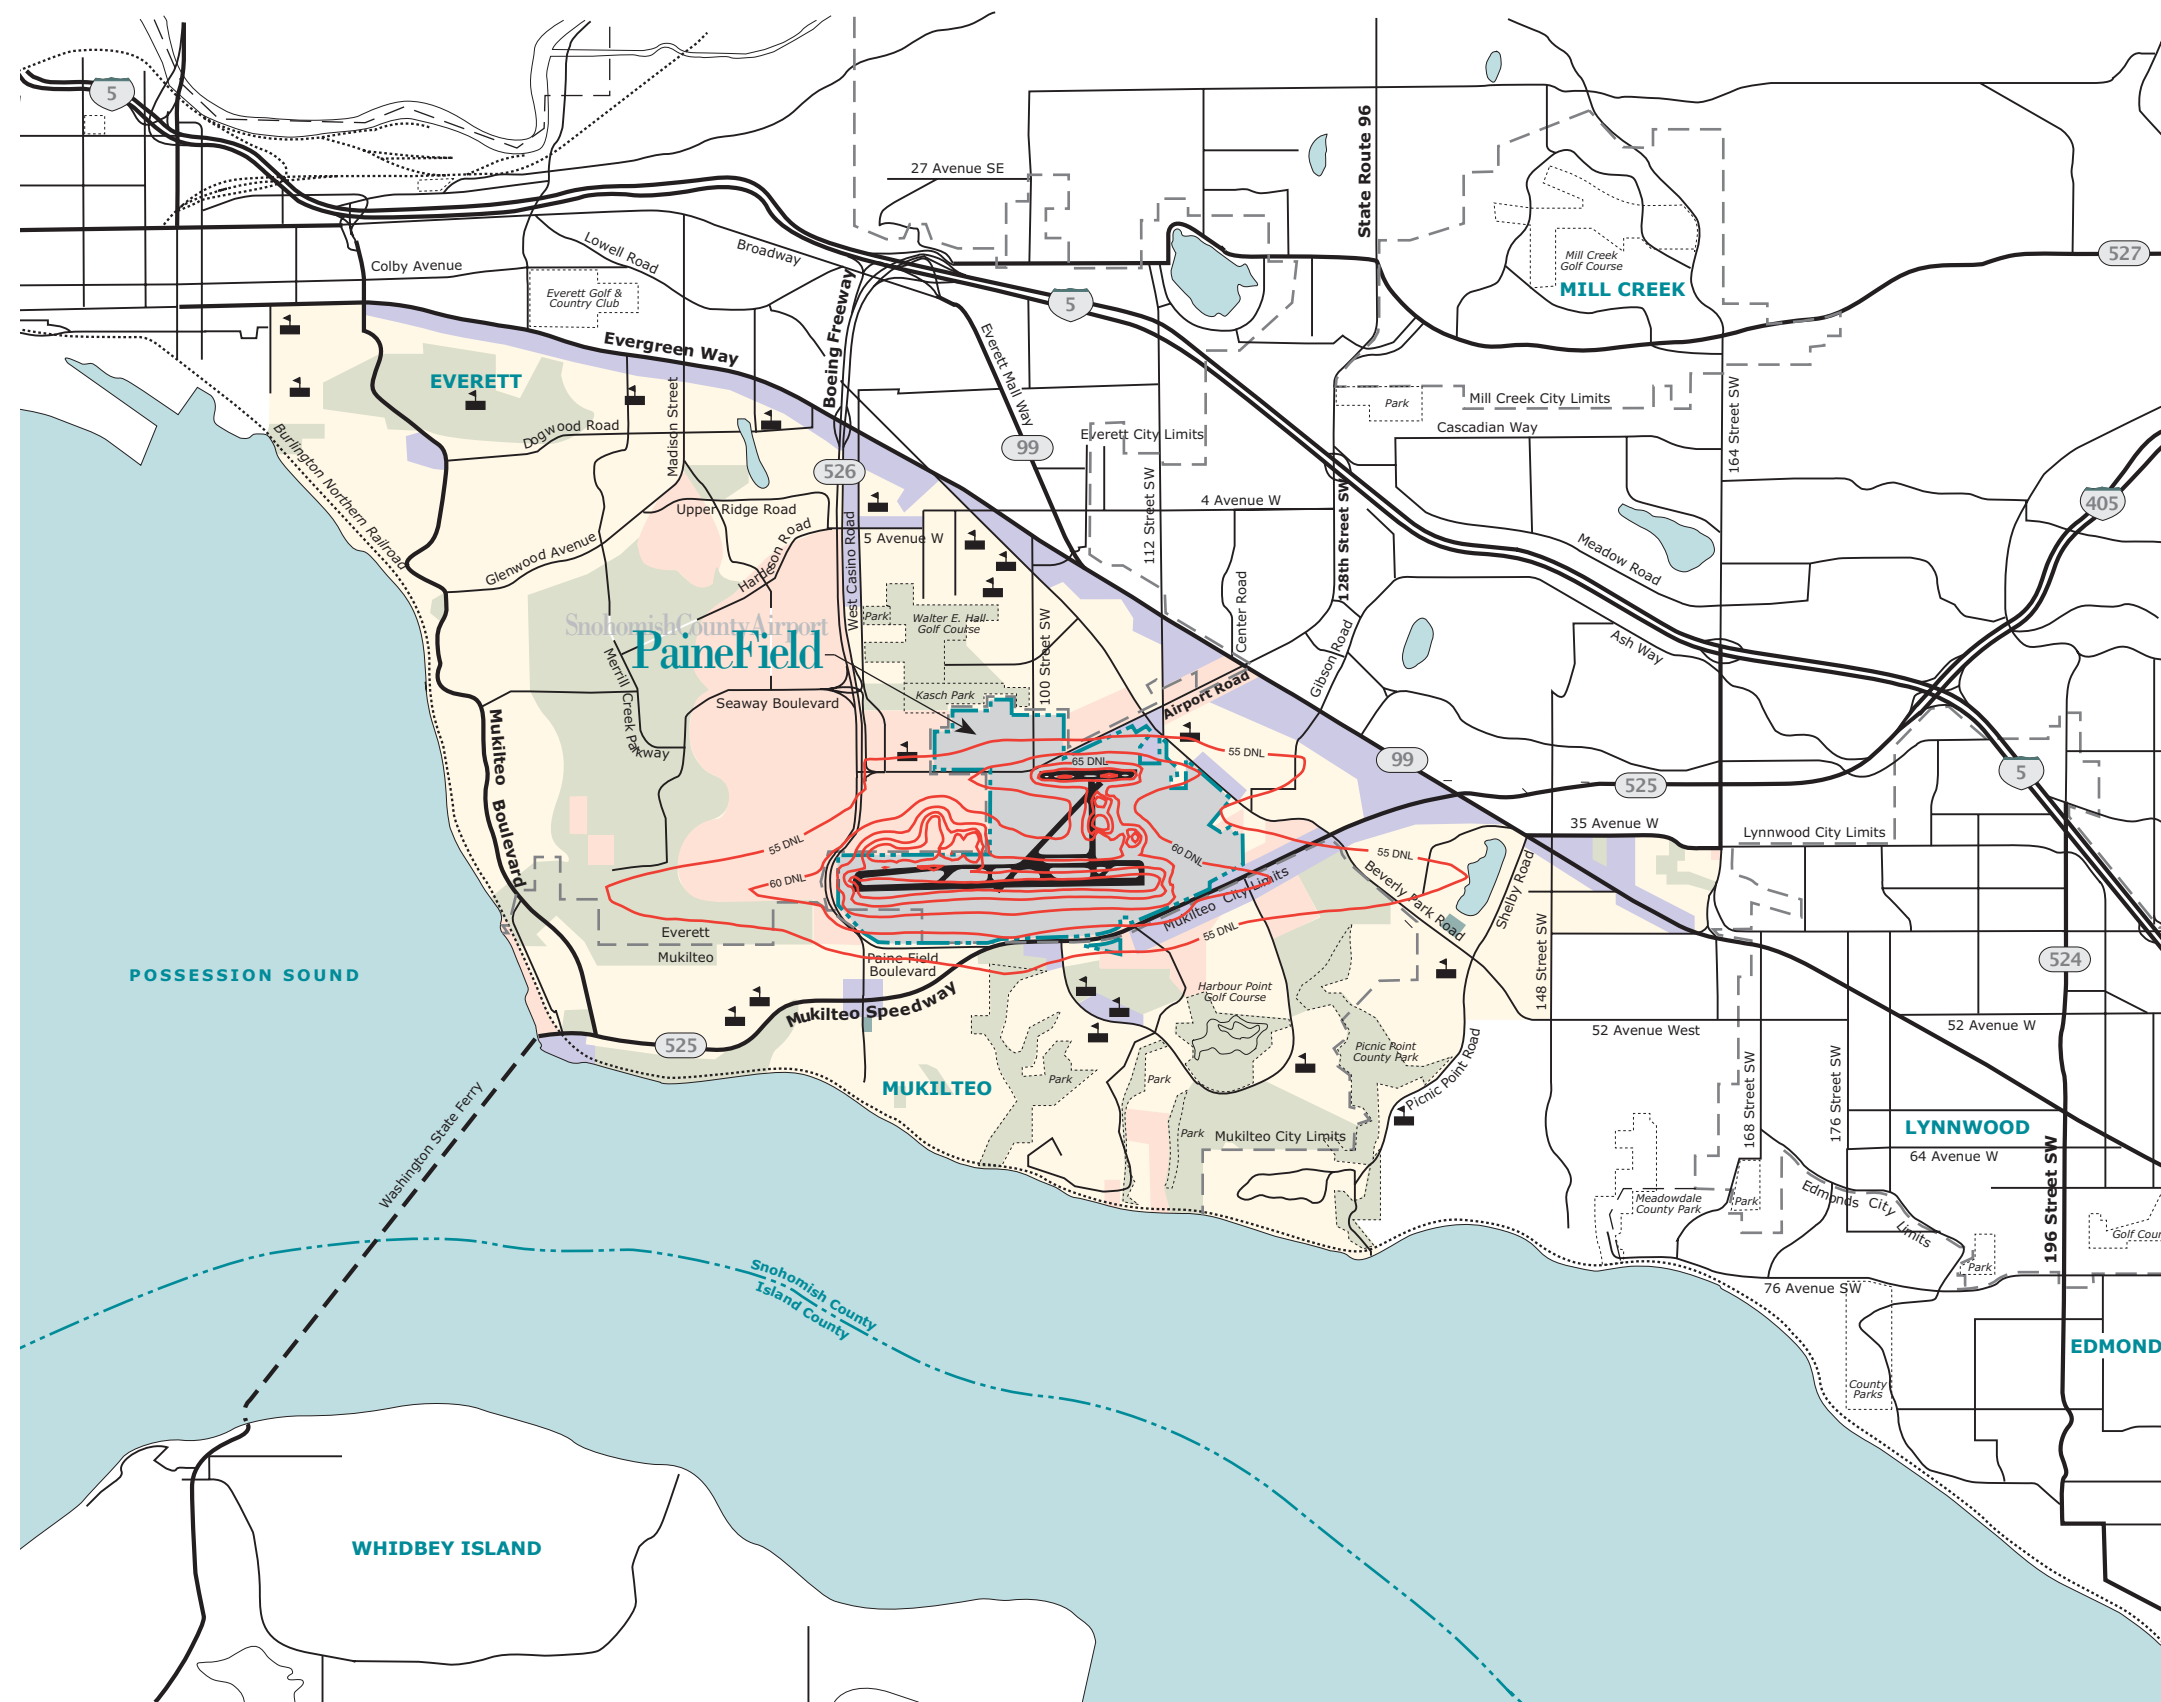 5
27 Avenue SE
State Route 96
Lowell Road
Broadway
Colby Avenue
Everett Golf &
Country Club
Boeing Freeway
5
Mill Creek
Golf Course
MILL CREEK
527
Evergreen Way
Everett Mall Way
EVERETT
Madison Street
Park
Mill Creek City Limits
164 Street SW
Dogwood Road
Everett City Limits
Cascadian Way
99
Burlington Northern Railroad
526
112 Street SW
4 Avenue W
128th Street SW
405
Upper Ridge Road
Hardeson Road
5 Avenue W
West Casino Road
Glenwood Avenue
Meadow Road
Snohomish County Airport
PaineField
Park
Walter E. Hall
Golf Course
100 Street SW
Center Road
Gibson Road
Ash Way
Merrill Creek Parkway
Kasch Park
Seaway Boulevard
Airport Road
Mukilteo Boulevard
55 DNL
65 DNL
99
525
5
35 Avenue W
Lynnwood City Limits
55 DNL
60 DNL
60 DNL
55 DNL
Beverly Park Road
Shelby Road
Mukilteo City Limits
55 DNL
Everett
Mukilteo
Paine Field
Boulevard
148 Street SW
524
POSSESSION SOUND
Mukilteo Speedway
Harbour Point
Golf Course
525
52 Avenue West
52 Avenue W
Picnic Point
County Park
Picnic Point Road
168 Street SW
176 Street SW
MUKILTEO
Park
Park
Park
Mukilteo City Limits
LYNNWOOD
64 Avenue W
196 Street SW
Washington State Ferry
Meadowdale
County Park
Park
Edmonds City Limits
Golf Cour
Park
76 Avenue SW
Snohomish County
Island County
EDMOND
County
Parks
WHIDBEY ISLAND